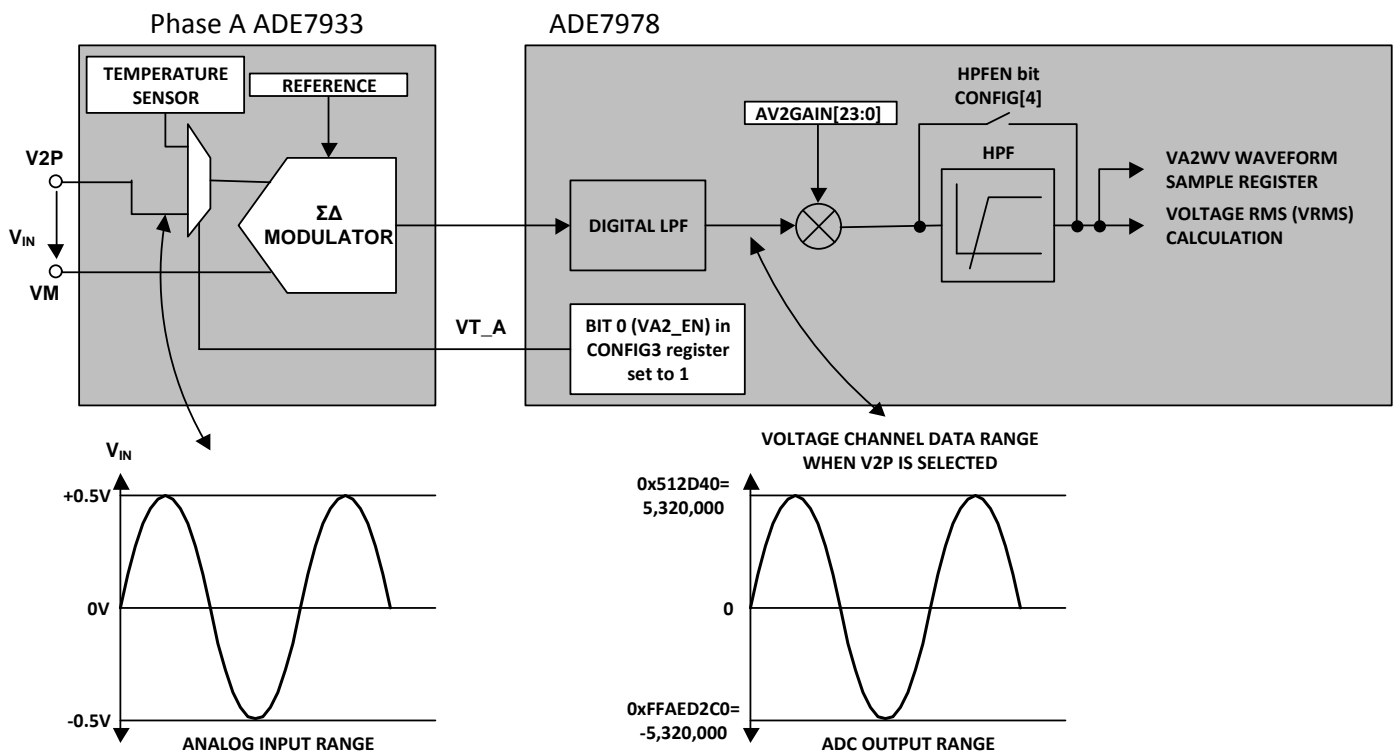 Phase A ADE7933
ADE7978
TEMPERATURE
SENSOR
REFERENCE
V2P
VIN
VM
ΣΔ
MODULATOR
VT_A
DIGITAL LPF
BIT 0 (VA2_EN) in
CONFIG3 register
set to 1
AV2GAIN[23:0]
HPFEN bit
CONFIG[4]
HPF
VA2WV WAVEFORM
SAMPLE REGISTER
VOLTAGE RMS (VRMS)
CALCULATION
VIN
+0.5V
0V
-0.5V
ANALOG INPUT RANGE
VOLTAGE CHANNEL DATA RANGE
WHEN V2P IS SELECTED
0x512D40=
5,320,000
0
0xFFAED2C0=
-5,320,000
ADC OUTPUT RANGE